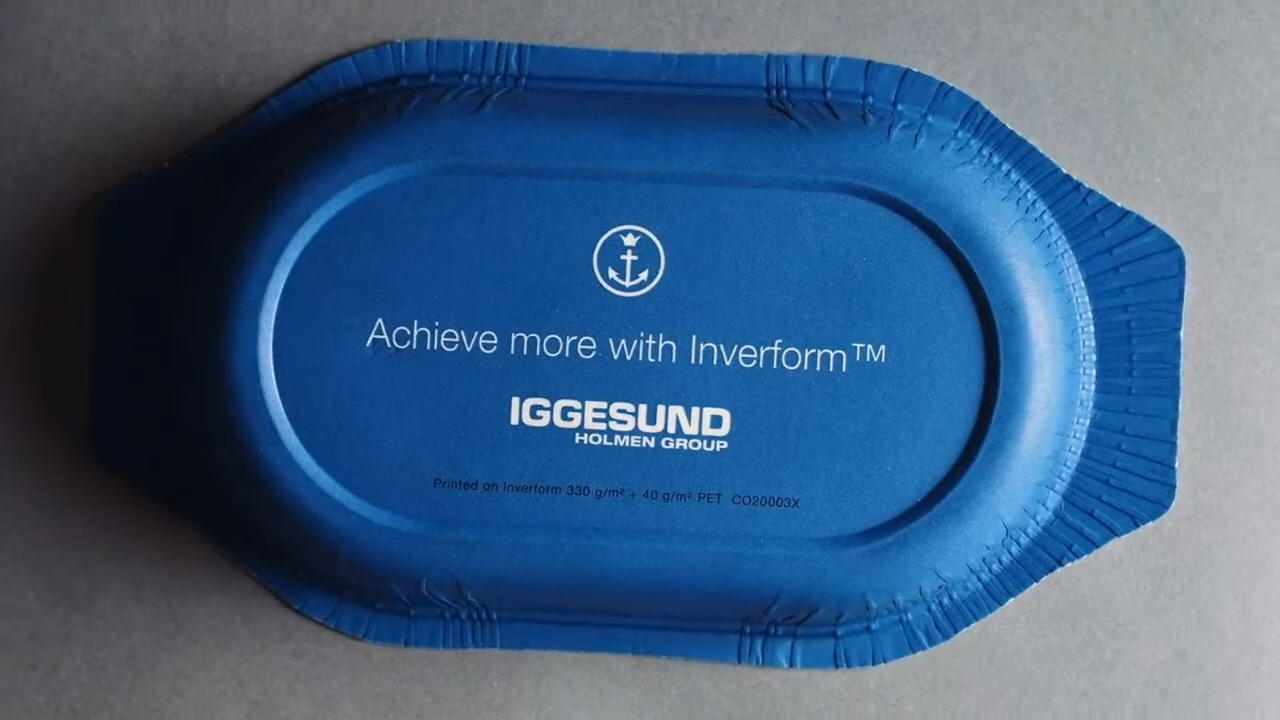 Achieve more with Inverform™
IGGESUND
HOLMEN GROUP
Printed on Inverform 330 g/m² + 40 g/m² PET CO20003X